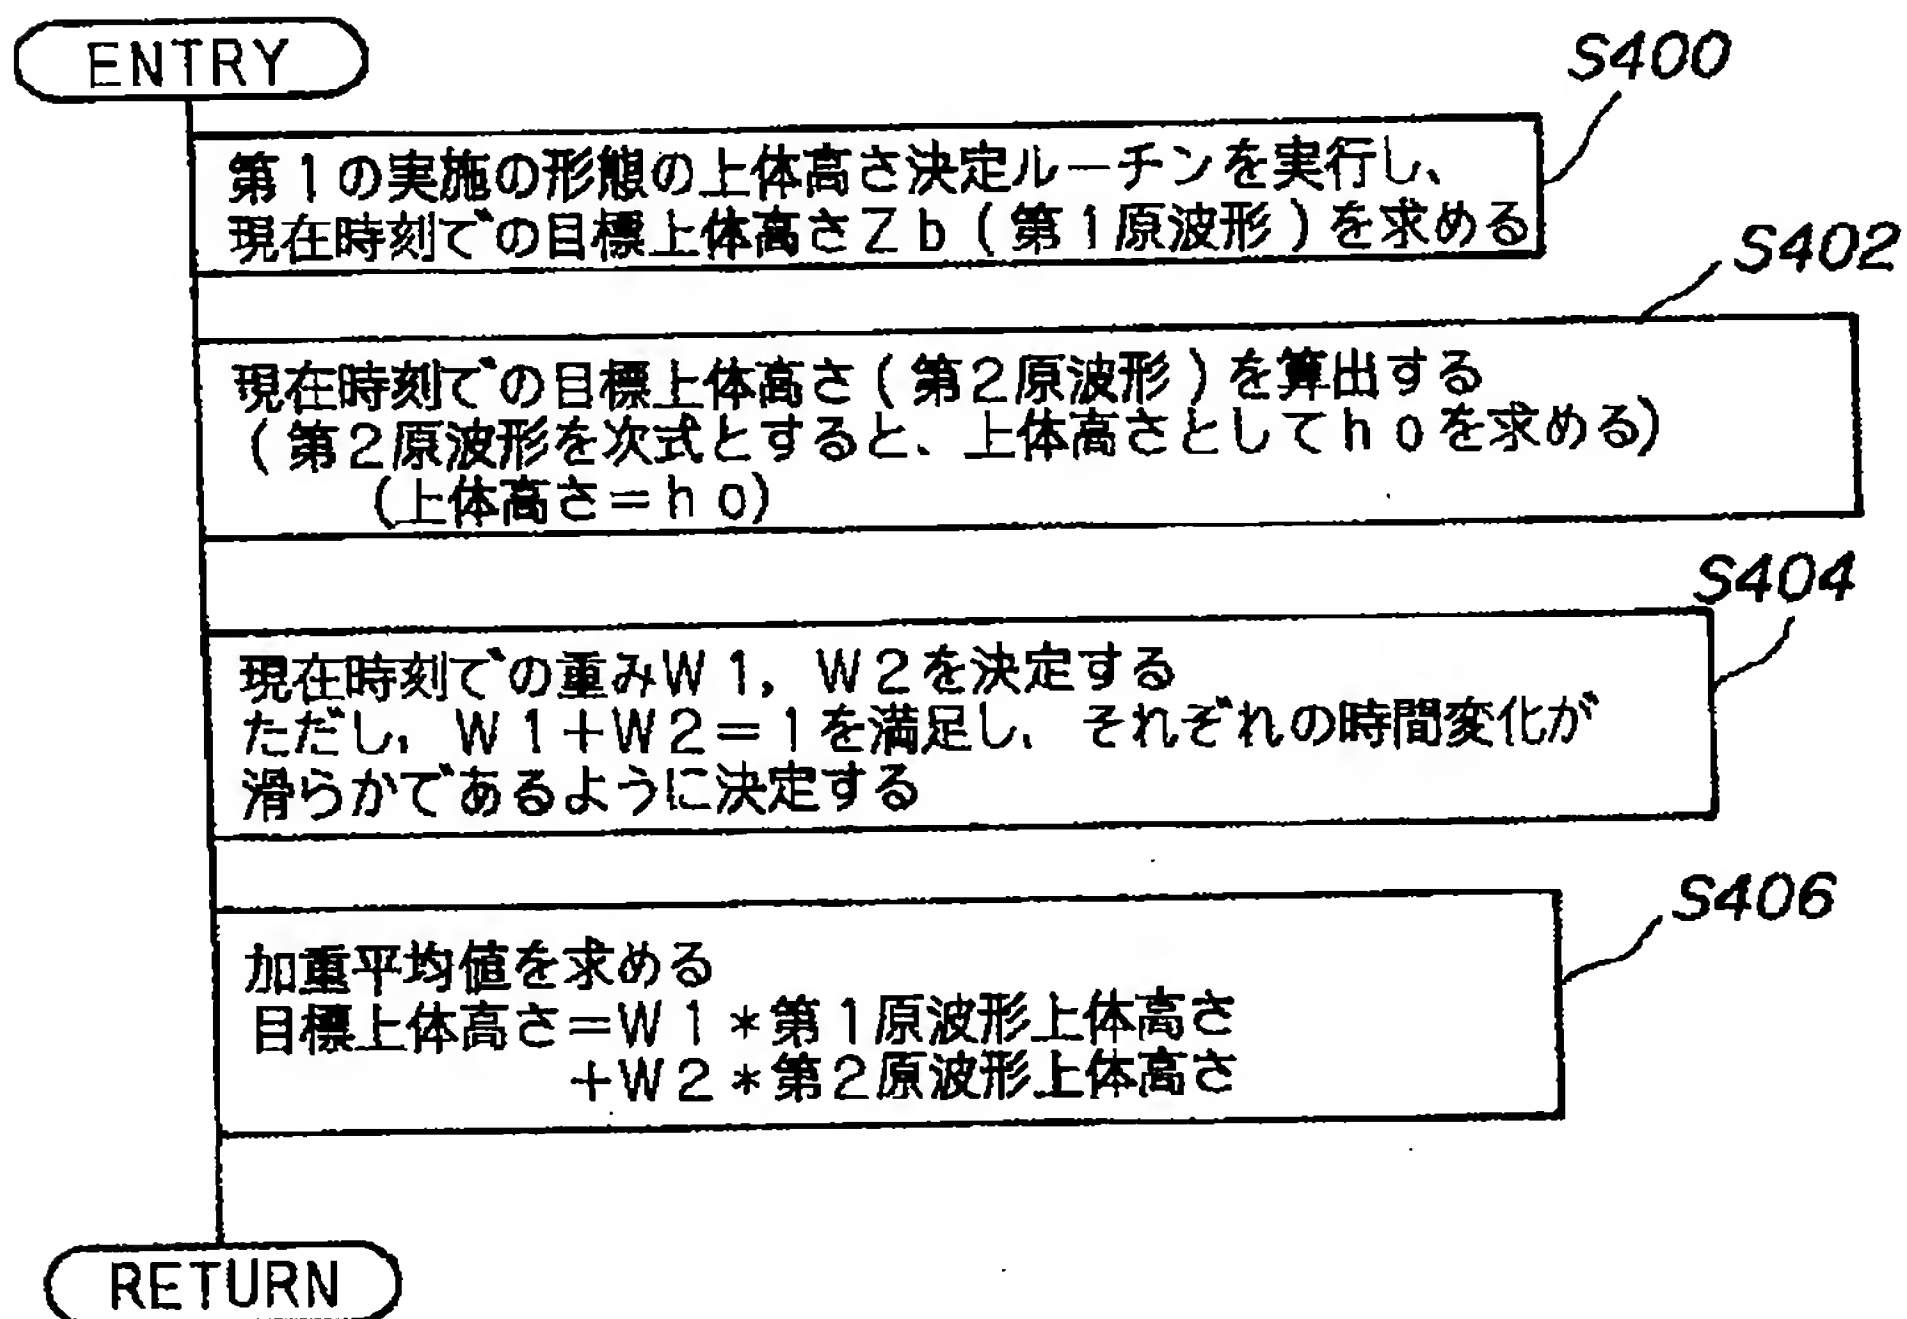 ENTRY
S400
第1の実施の形態の上体高さ決定ルーチンを実行し、
現在時刻での目標上体高さZb(第1原波形)を求める
S402
現在時刻での目標上体高さ(第2原波形)を算出する
(第2原波形を次式とすると、上体高さとしてhoを求める)
(上体高さ=ho)
S404
現在時刻での重みW1, W2を決定する
ただし, W1+W2=1を満足し、それぞれの時間変化が
滑らかであるように決定する
S406
加重平均値を求める
目標上体高さ=W1*第1原波形上体高さ
+W2*第2原波形上体高さ
RETURN